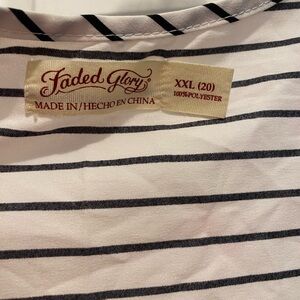 Faded Glory
MADE IN/HECHO EN CHINA
XXL (20)
100%POLYESTER